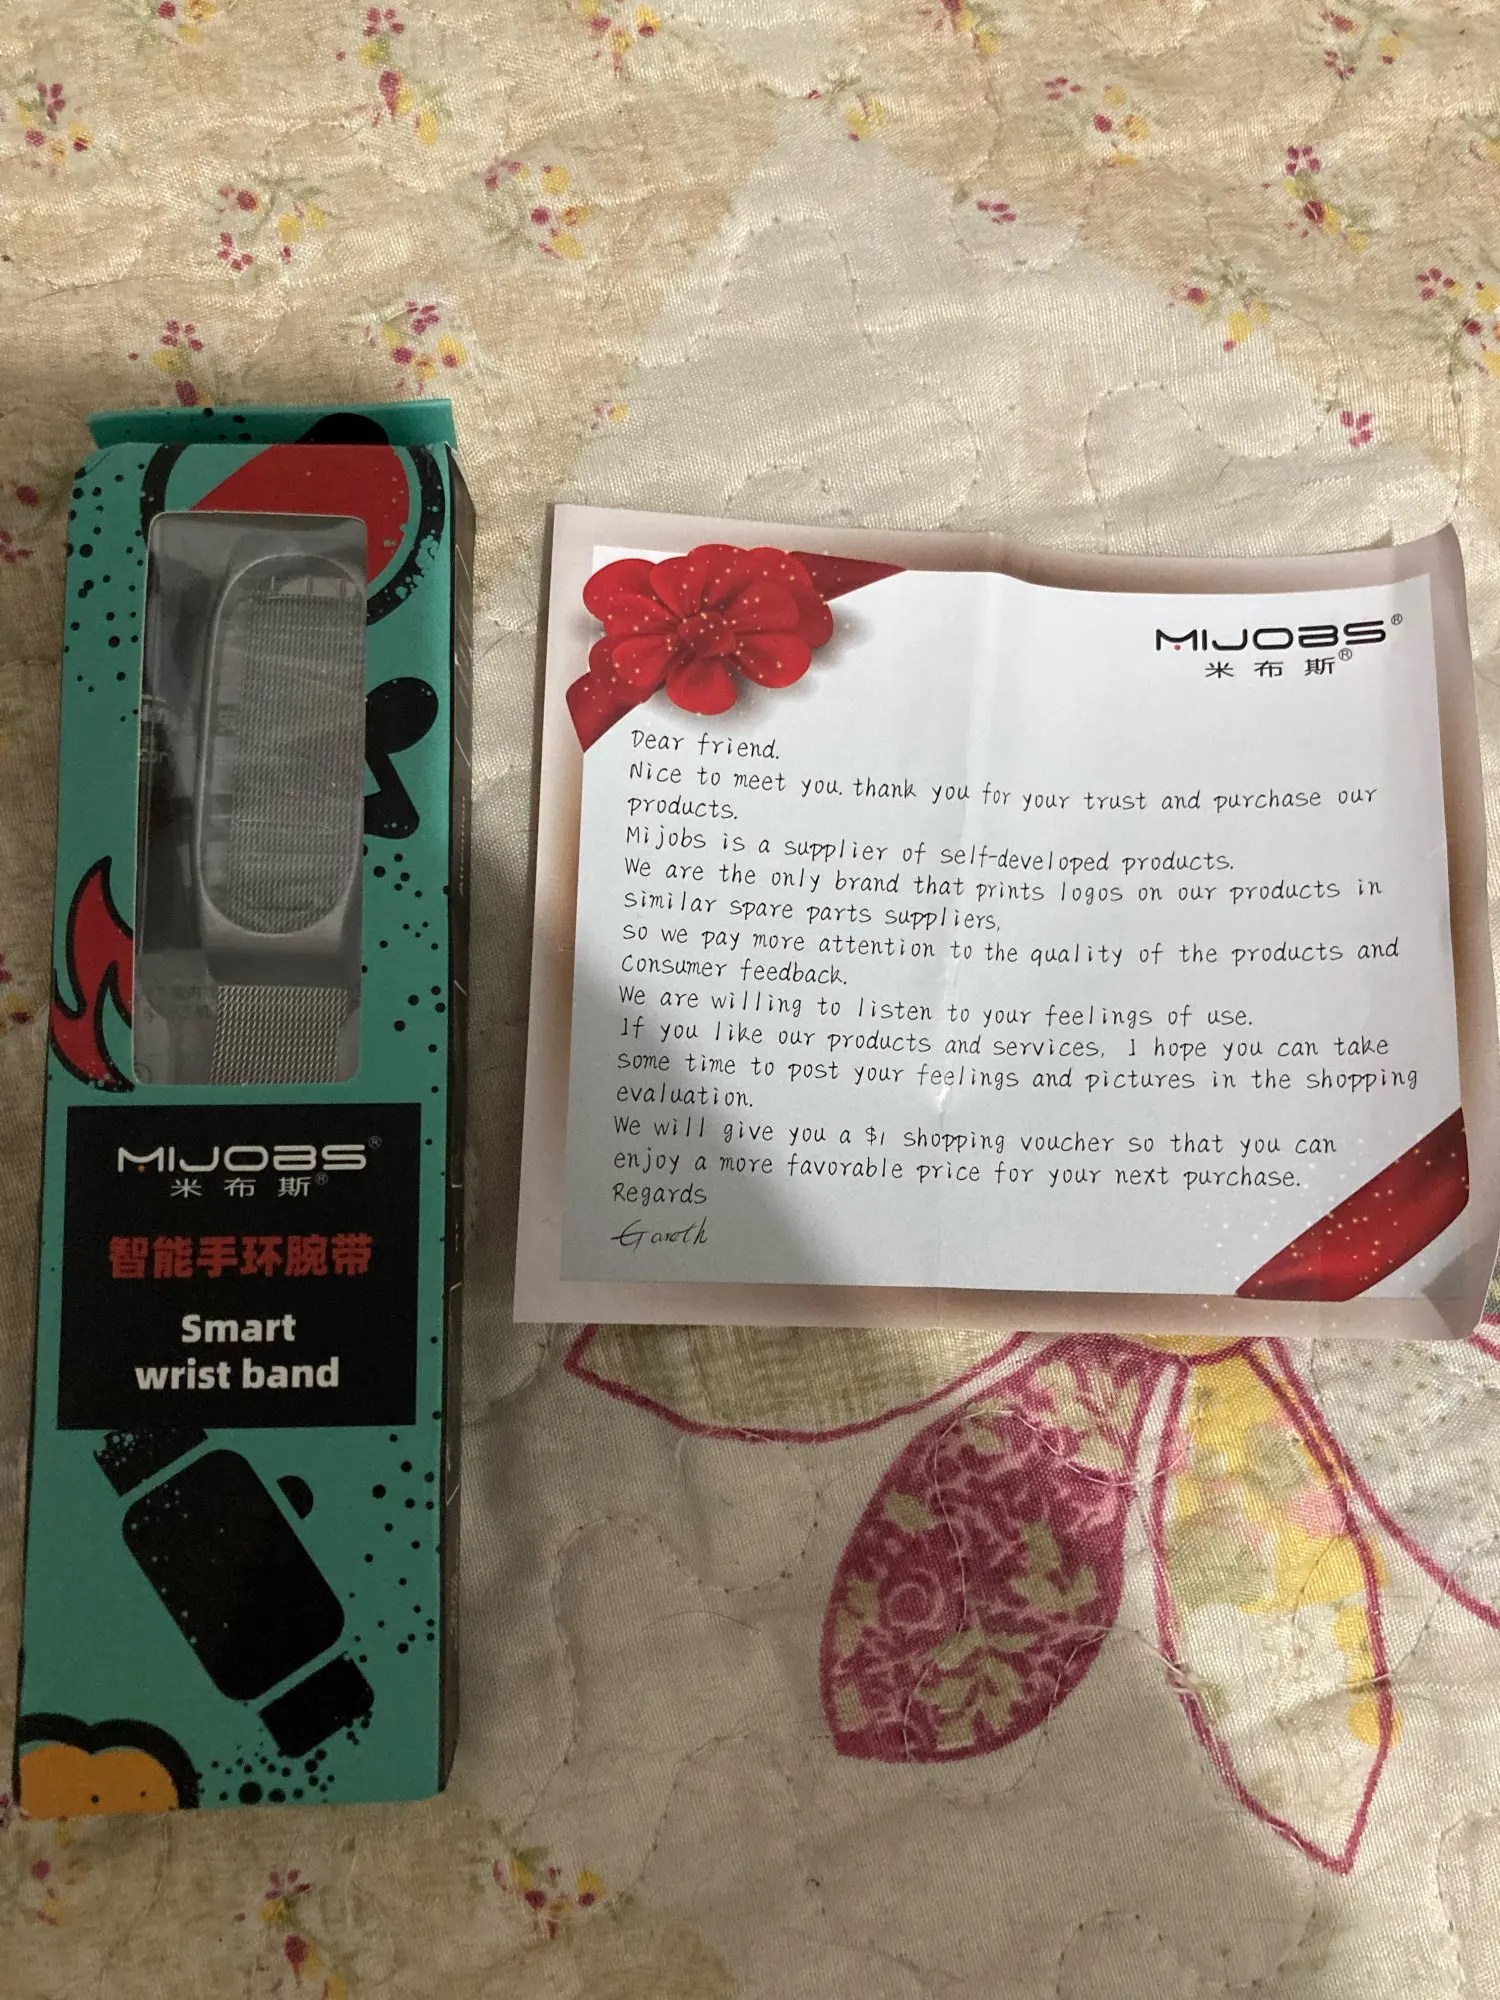 MIJOBS®
米布斯®
智能手环腕带
Smart
wrist band
MIJOBS®
米布斯®
Dear friend.
Nice to meet you. thank you for your trust and purchase our
products.
Mijobs is a supplier of self-developed products.
We are the only brand that prints logos on our products in
similar spare parts suppliers,
so we pay more attention to the quality of the products and
Consumer feedback.
We are willing to listen to your feelings of use.
If you like our products and services, I hope you can take
some time to post your feelings and pictures in the shopping
evaluation.
We will give you a $1 shopping voucher so that you can
enjoy a more favorable price for your next purchase.
Regards
Gareth